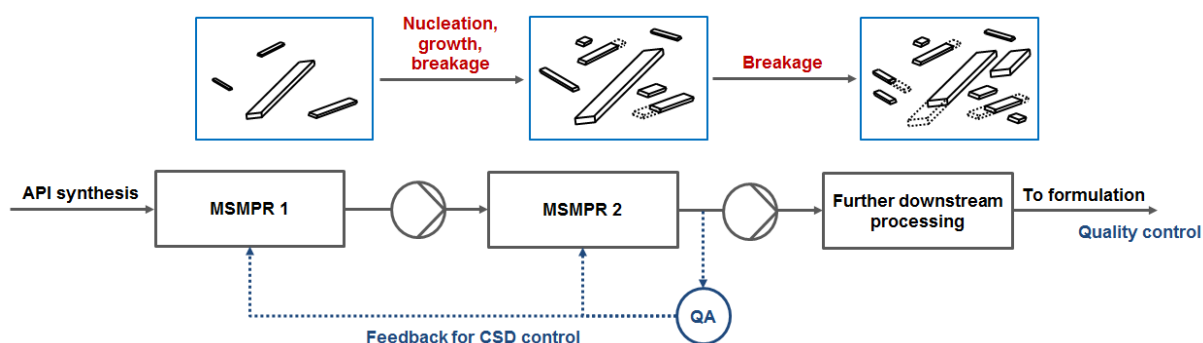 Nucleation,
growth,
breakage
Breakage
API synthesis
MSMPR 1
MSMPR 2
Further downstream
processing
To formulation
Quality control
QA
Feedback for CSD control